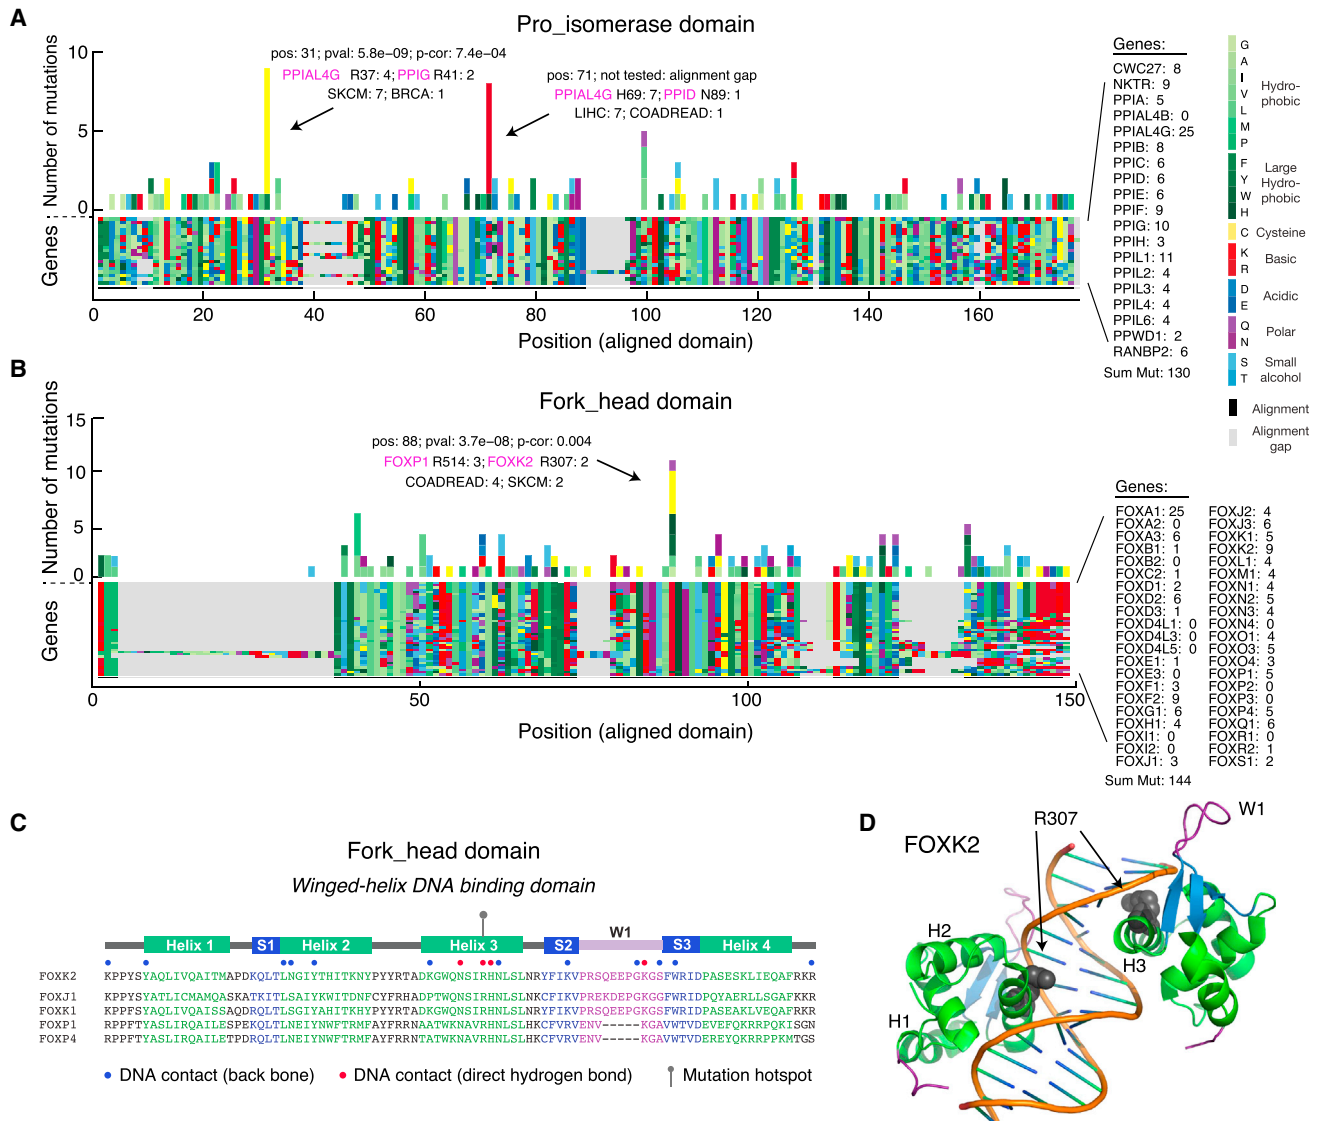 A
Pro_isomerase domain
Number of mutations
10
5
0
pos: 31; pval: 5.8e−09; p-cor: 7.4e−04
PPIAL4G R37: 4; PPIG R41: 2
SKCM: 7; BRCA: 1
pos: 71; not tested: alignment gap
PPIAL4G H69: 7; PPID N89: 1
LIHC: 7; COADREAD: 1
Genes
0 20 40 60 80 100 120 140 160
Position (aligned domain)
Genes:
CWC27: 8
NKTR: 9
PPIA: 5
PPIAL4B: 0
PPIAL4G: 25
PPIB: 8
PPIC: 6
PPID: 6
PPIE: 6
PPIF: 9
PPIG: 10
PPIH: 3
PPIL1: 11
PPIL2: 4
PPIL3: 4
PPIL4: 4
PPIL6: 4
PPWD1: 2
RANBP2: 6
Sum Mut: 130
G
A
I
V
L
M
P
Hydro-
phobic
F
Y
W
H
Large
Hydro-
phobic
C Cysteine
K
R
Basic
D
E
Acidic
Q
N
Polar
S
T
Small
alcohol
Alignment
Alignment
gap
B
Fork_head domain
Number of mutations
15
10
5
0
pos: 88; pval: 3.7e−08; p-cor: 0.004
FOXP1 R514: 3; FOXK2 R307: 2
COADREAD: 4; SKCM: 2
Genes
0 50 100 150
Position (aligned domain)
Genes:
FOXA1: 25
FOXA2: 0
FOXA3: 6
FOXB1: 1
FOXB2: 0
FOXC2: 1
FOXD1: 2
FOXD2: 6
FOXD3: 1
FOXD4L1: 0
FOXD4L3: 0
FOXD4L5: 0
FOXE1: 1
FOXE3: 0
FOXF1: 3
FOXF2: 9
FOXG1: 6
FOXH1: 4
FOXI1: 0
FOXI2: 0
FOXJ1: 3
FOXJ2: 4
FOXJ3: 6
FOXK1: 5
FOXK2: 9
FOXL1: 4
FOXM1: 4
FOXN1: 4
FOXN2: 5
FOXN3: 4
FOXN4: 0
FOXO1: 4
FOXO3: 5
FOXO4: 3
FOXP1: 5
FOXP2: 0
FOXP3: 0
FOXP4: 5
FOXQ1: 6
FOXR1: 0
FOXR2: 1
FOXS1: 2
Sum Mut: 144
C
Fork_head domain
Winged-helix DNA binding domain
Helix 1 S1 Helix 2 Helix 3 S2 W1 S3 Helix 4
FOXK2 KPPYSYAQLIVQAITMAPDKQLTLNGIYTHITKNYPYYRTADKGWQNSIRHNLSLNRYFIKVPRSQEEPGKGSFWRIDPASESKLIEQAFRKR
FOXJ1 KPPYSYATLICMAMQASKATKITLSAIYKWITDNFCYFRHADPTWQNSIRHNLSLNKCFIKVPREKDEPGKGGFWRIDPQYAERLLSGAFKKR
FOXK1 KPPYSYAQLIVQAISSAQDRQLTLSGIYAHITKHYPYYRTADKGWQNSIRHNLSLNRYFIKVPRSQEEPGKGSFWRIDPASEAKLVEQAFRKR
FOXP1 RPPFTYASLIRQAILESPEKQLTLNEIYNWFTRMFAYFRRNAATWKNAVRHNLSLHKCFVRVENV-----KGAVWTVDEVEFQKRRPQKISGN
FOXP4 RPPFTYASLIRQAILETPDRQLTLNEIYNWFTRMFAYFRRNTATWKNAVRHNLSLHKCFVRVENV-----KGAVWTVDEREYQKRRPPKMTGS
DNA contact (back bone)
DNA contact (direct hydrogen bond)
Mutation hotspot
D
FOXK2
R307
W1
H2
H3
H1